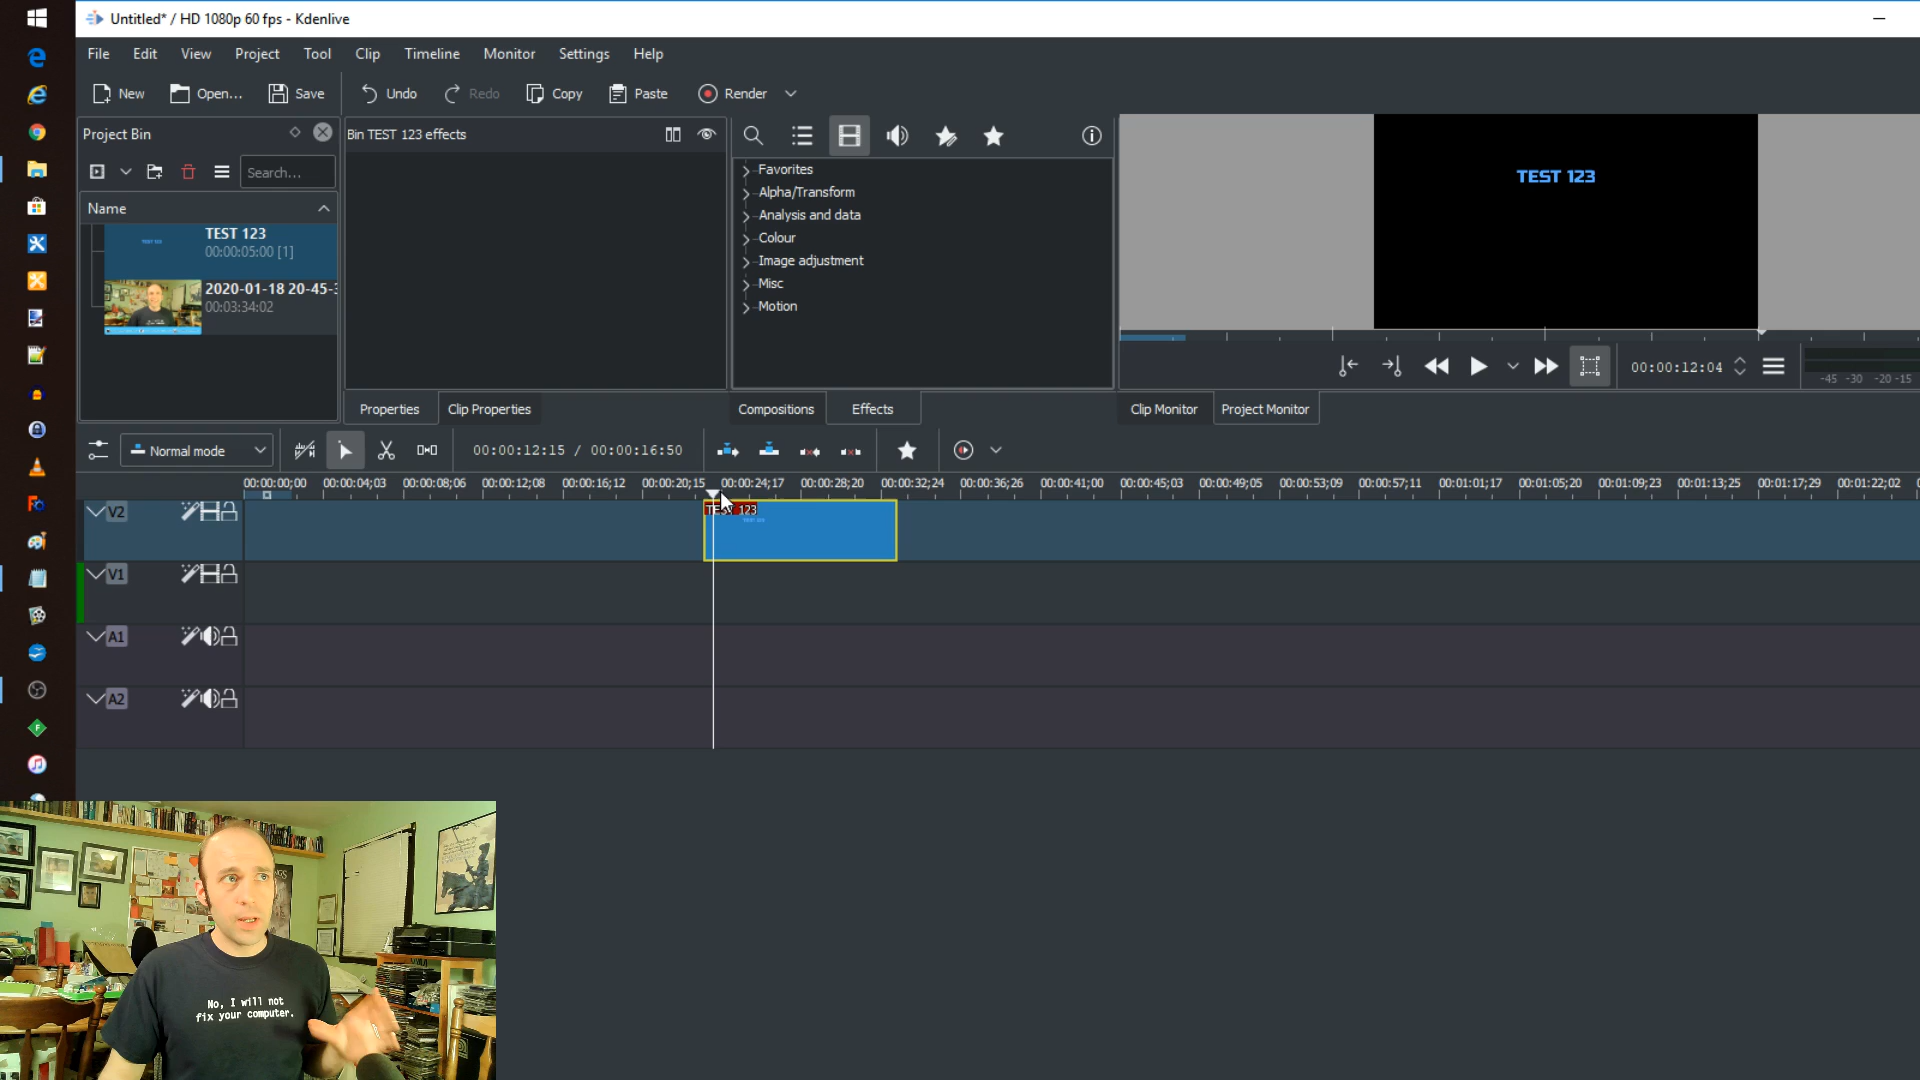 Untitled* / HD 1080p 60 fps - Kdenlive
File Edit View Project Tool Clip Timeline Monitor Settings Help
New Open... Save Undo Redo Copy Paste Render
Project Bin
Bin TEST 123 effects
Search...
Name
TEST 123
00:00:05:00 [1]
2020-01-18 20-45-3
00:03:34:02
Favorites
Alpha/Transform
Analysis and data
Colour
Image adjustment
Misc
Motion
TEST 123
00:00:12:04
-45 -30 -20 -15
Properties Clip Properties
Compositions Effects
Clip Monitor Project Monitor
Normal mode
00:00:12:15 / 00:00:16:50
00:00:00;00 00:00:04;03 00:00:08;06 00:00:12;08 00:00:16;12 00:00:20;15 00:00:24;17 00:00:28;20 00:00:32;24 00:00:36;26 00:00:41;00 00:00:45;03 00:00:49;05 00:00:53;09 00:00:57;11 00:01:01;17 00:01:05;20 00:01:09;23 00:01:13;25 00:01:17;29 00:01:22;02
V2
TEST 123
V1
A1
A2
No, I will not
fix your computer.